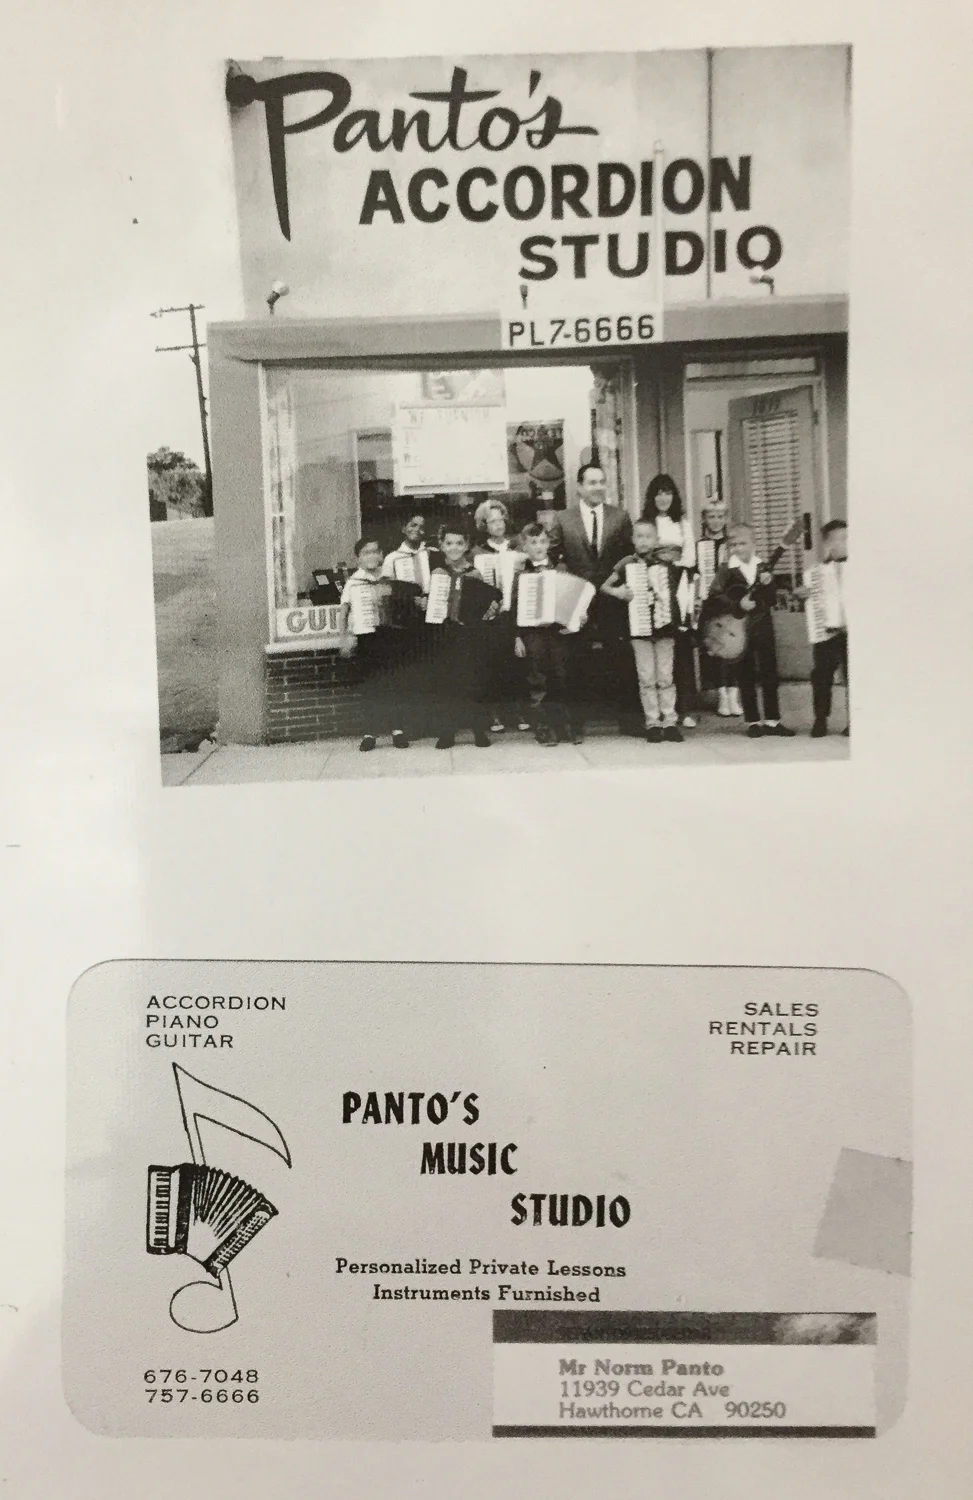 Panto's
ACCORDION
STUDIO
PL7-6666
GUI
ACCORDION
PIANO
GUITAR
SALES
RENTALS
REPAIR
PANTO'S
MUSIC
STUDIO
Personalized Private Lessons
Instruments Furnished
676-7048
757-6666
Mr Norm Panto
11939 Cedar Ave
Hawthorne CA 90250